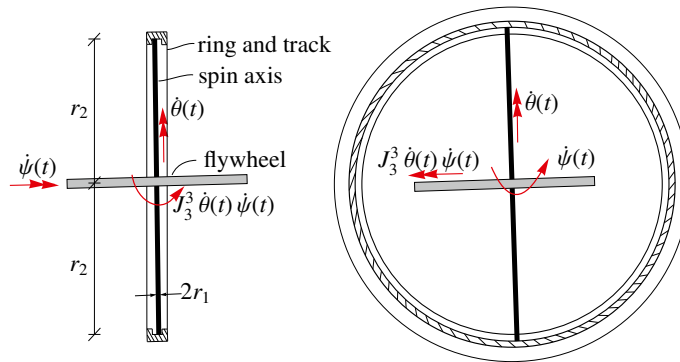 ring and track
spin axis
r₂
θ̇(t)
ψ̇(t)
flywheel
J₃³ θ̇(t) ψ̇(t)
r₂
2r₁
θ̇(t)
J₃³ θ̇(t) ψ̇(t)
ψ̇(t)